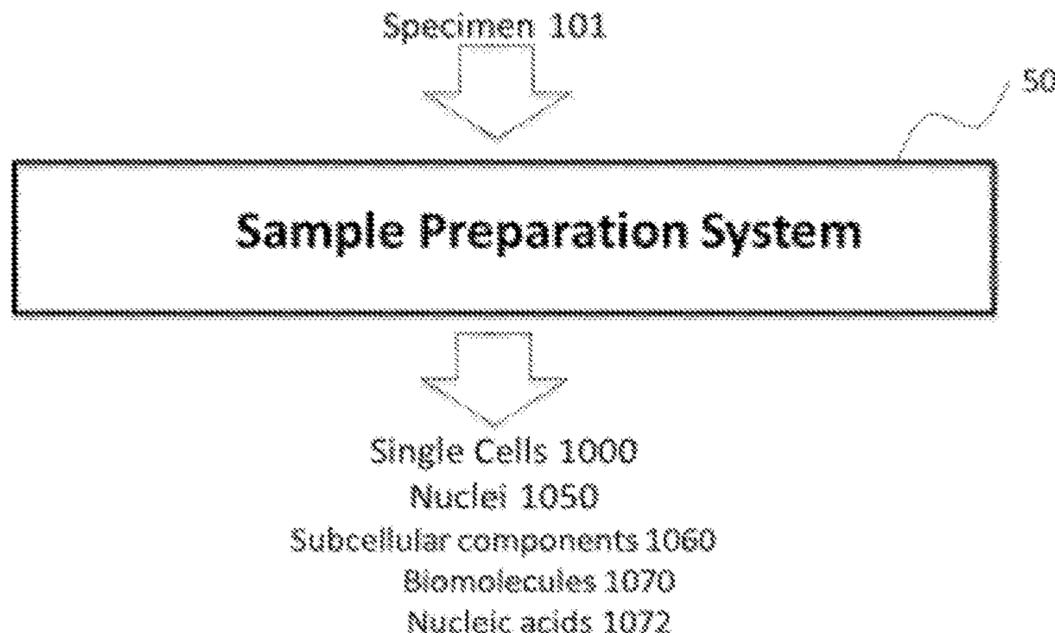 Specimen 101
50
Sample Preparation System
Single Cells 1000
Nuclei 1050
Subcellular components 1060
Biomolecules 1070
Nucleic acids 1072